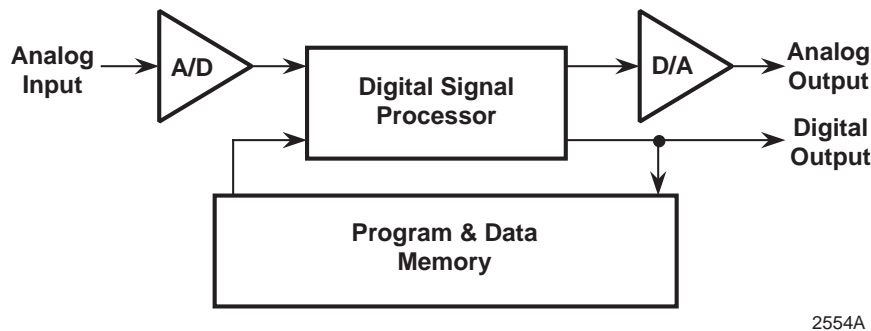 Analog
Input
A/D
Digital Signal
Processor
D/A
Analog
Output
Digital
Output
Program & Data
Memory
2554A